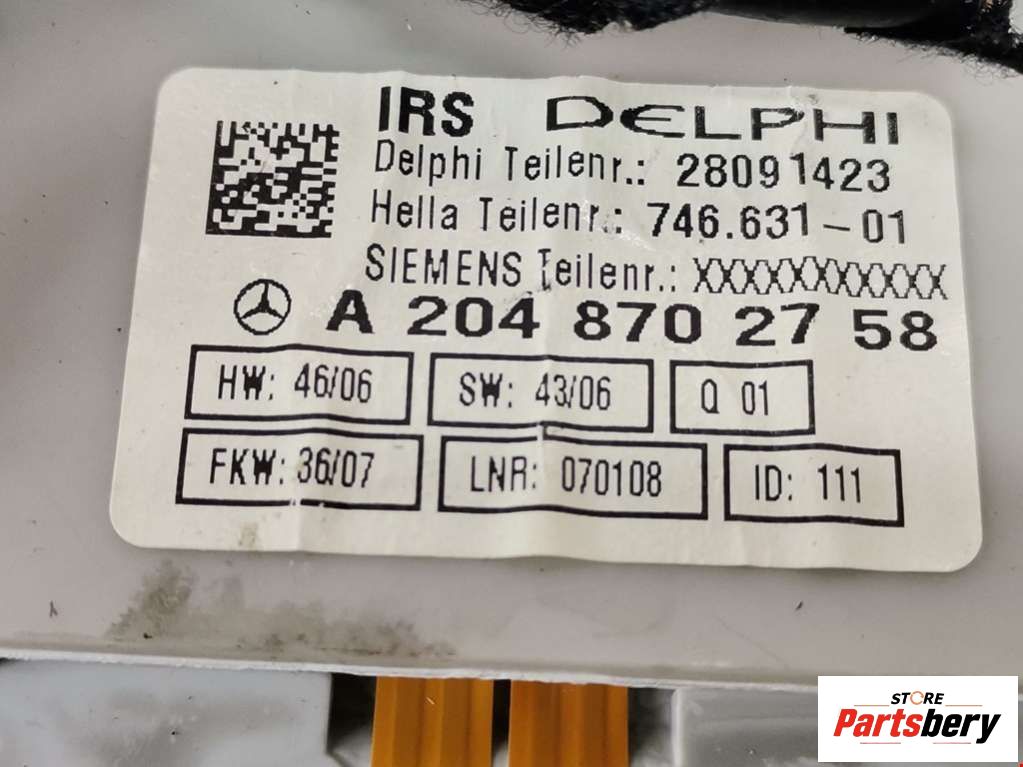 IRS DELPHI
Delphi Teilenr.: 28091423
Hella Teilenr.: 746.631-01
SIEMENS Teilenr.: XXXXXXXXXXX
A 204 870 27 58
HW: 46/06 SW: 43/06 Q 01
FKW: 36/07 LNR: 070108 ID: 111
STORE
Partsbery